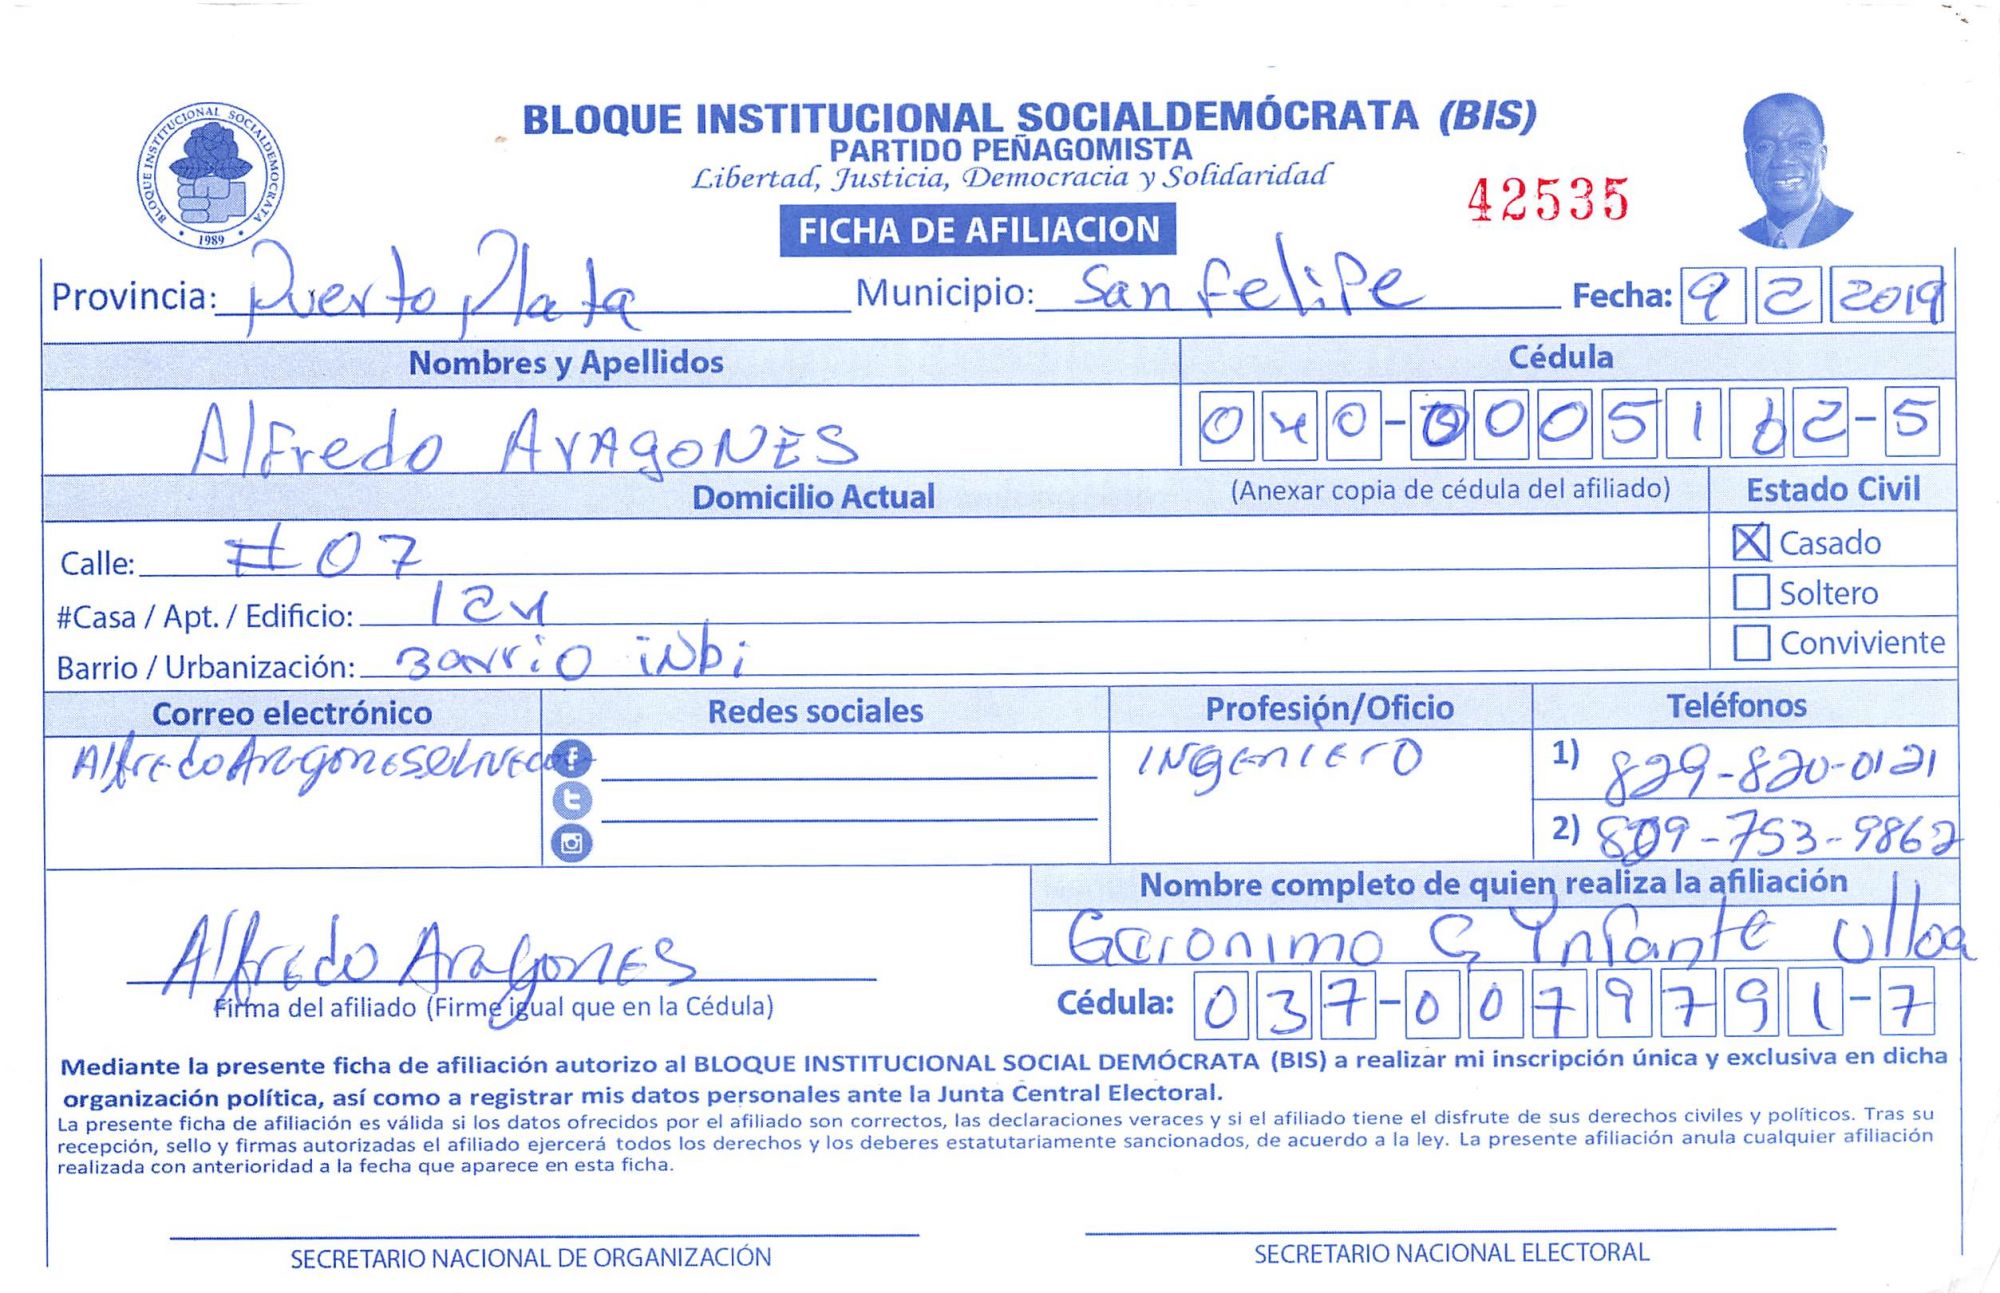 BLOQUE INSTITUCIONAL SOCIALDEMOCRATA
1989
BLOQUE INSTITUCIONAL SOCIALDEMÓCRATA (BIS)
PARTIDO PEÑAGOMISTA
Libertad, Justicia, Democracia y Solidaridad
42535
FICHA DE AFILIACION
Provincia: Puerto Plata Municipio: San Felipe Fecha: 9 2 2019
Nombres y Apellidos Cédula
Alfredo Aragones 040-0005162-5
Domicilio Actual (Anexar copia de cédula del afiliado) Estado Civil
Calle: #07 Casado
#Casa / Apt. / Edificio: Soltero
Barrio / Urbanización: Barrio inbi Conviviente
Correo electrónico Redes sociales Profesión/Oficio Teléfonos
INgeniero 1) 829-820-0121
2) 809-753-9862
Nombre completo de quien realiza la afiliación
Geronimo G Ynfante Ulloa
Alfredo Aragones
Firma del afiliado (Firme igual que en la Cédula) Cédula: 037-0079791-7
Mediante la presente ficha de afiliación autorizo al BLOQUE INSTITUCIONAL SOCIAL DEMÓCRATA (BIS) a realizar mi inscripción única y exclusiva en dicha
organización política, así como a registrar mis datos personales ante la Junta Central Electoral.
La presente ficha de afiliación es válida si los datos ofrecidos por el afiliado son correctos, las declaraciones veraces y si el afiliado tiene el disfrute de sus derechos civiles y políticos. Tras su
recepción, sello y firmas autorizadas el afiliado ejercerá todos los derechos y los deberes estatutariamente sancionados, de acuerdo a la ley. La presente afiliación anula cualquier afiliación
realizada con anterioridad a la fecha que aparece en esta ficha.
SECRETARIO NACIONAL DE ORGANIZACIÓN SECRETARIO NACIONAL ELECTORAL